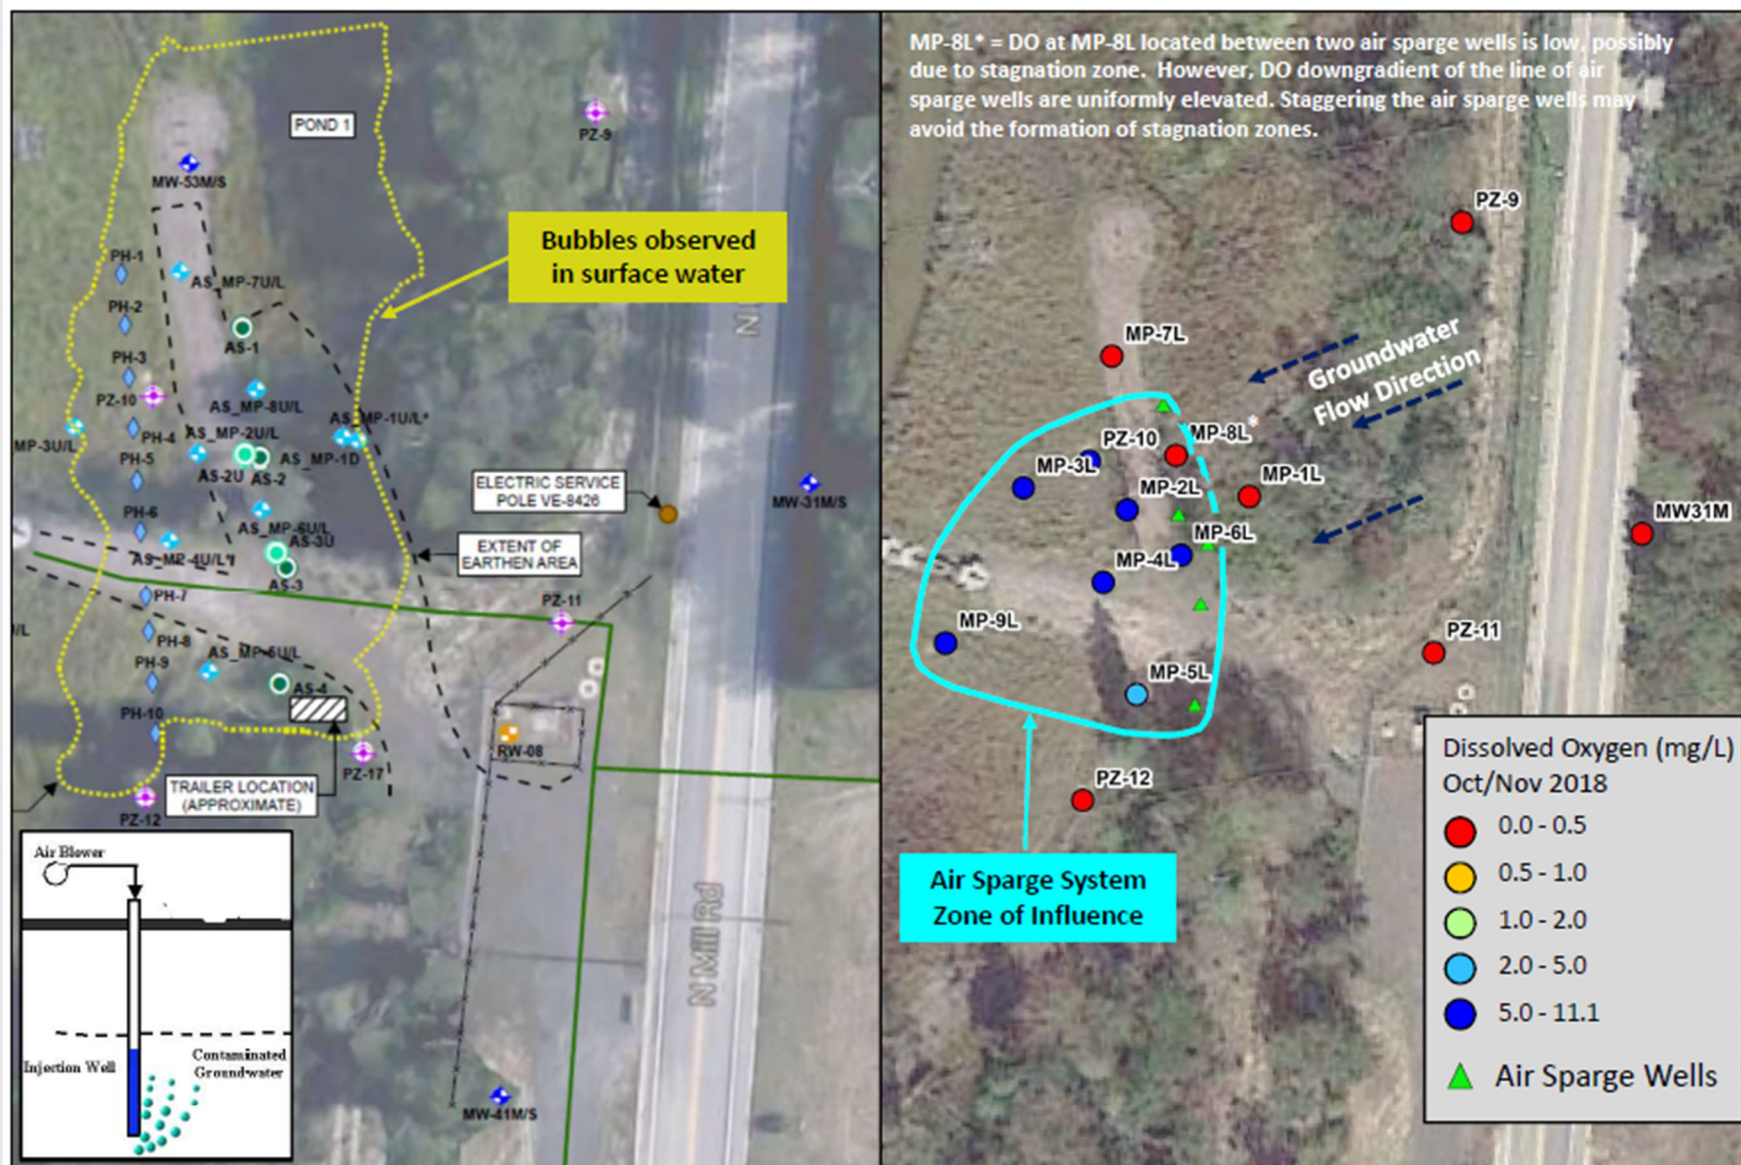 POND 1
PZ-9
MW-53M/S
Bubbles observed
in surface water
PH-1
AS_MP-7U/L
PH-2
AS-1
PH-3
PZ-10
AS_MP-8U/L
AS_MP-1U/L*
PH-4
AS_MP-2U/L
MP-3U/L
AS_MP-1D
PH-5
AS-2U
AS-2
ELECTRIC SERVICE
POLE VE-8426
MW-31M/S
PH-6
AS_MP-6U/L
AS-3U
AS_MP-4U/L*
EXTENT OF
EARTHEN AREA
AS-3
PH-7
PZ-11
/L
PH-8
AS_MP-5U/L
PH-9
AS-4
PH-10
RW-08
PZ-17
TRAILER LOCATION
(APPROXIMATE)
PZ-12
N Mill Rd
MW-41M/S
Air Blower
Injection Well
Contaminated
Groundwater
MP-8L* = DO at MP-8L located between two air sparge wells is low, possibly
due to stagnation zone. However, DO downgradient of the line of air
sparge wells are uniformly elevated. Staggering the air sparge wells may
avoid the formation of stagnation zones.
PZ-9
MP-7L
Groundwater
Flow Direction
MP-8L*
PZ-10
MP-3L
MP-1L
MP-2L
MW31M
MP-6L
MP-4L
MP-9L
PZ-11
MP-5L
PZ-12
Air Sparge System
Zone of Influence
Dissolved Oxygen (mg/L)
Oct/Nov 2018
0.0 - 0.5
0.5 - 1.0
1.0 - 2.0
2.0 - 5.0
5.0 - 11.1
Air Sparge Wells